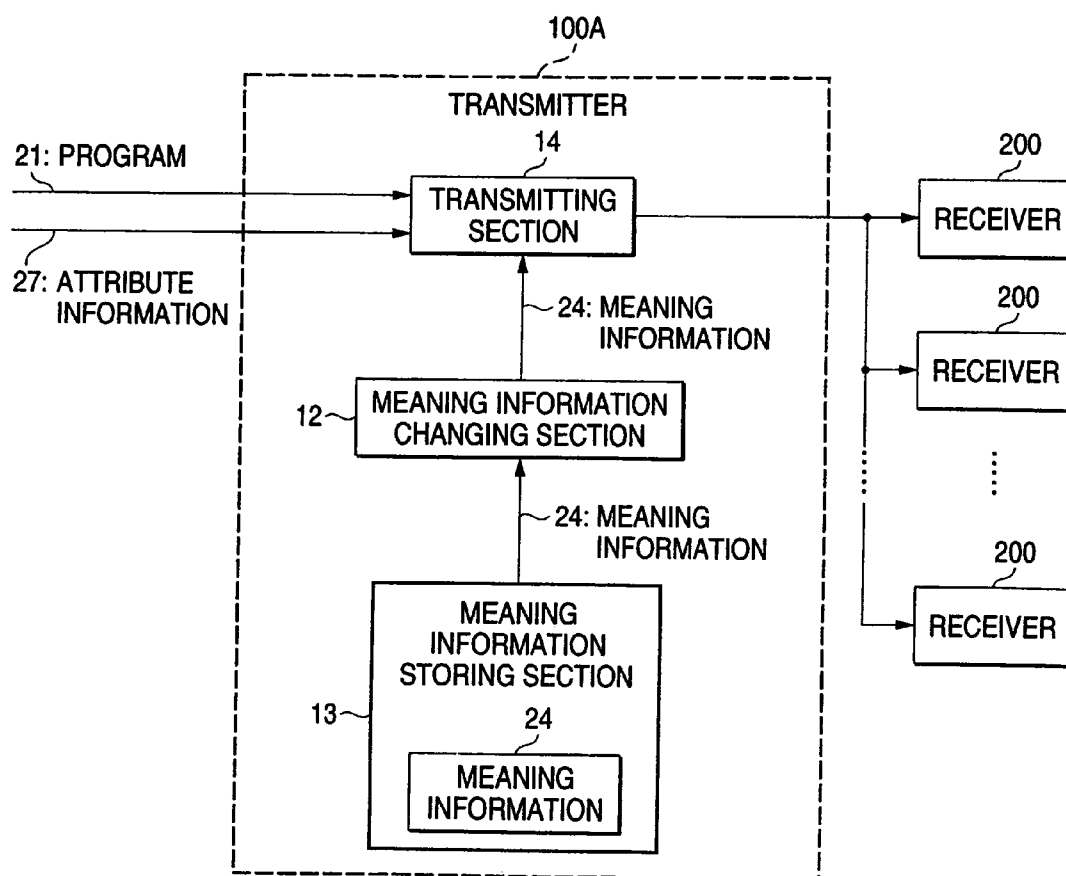 100A
TRANSMITTER
21: PROGRAM
14
200
TRANSMITTING
SECTION
RECEIVER
27: ATTRIBUTE
INFORMATION
24: MEANING
INFORMATION
200
RECEIVER
12
MEANING INFORMATION
CHANGING SECTION
24: MEANING
INFORMATION
200
RECEIVER
MEANING
INFORMATION
STORING SECTION
13
24
MEANING
INFORMATION